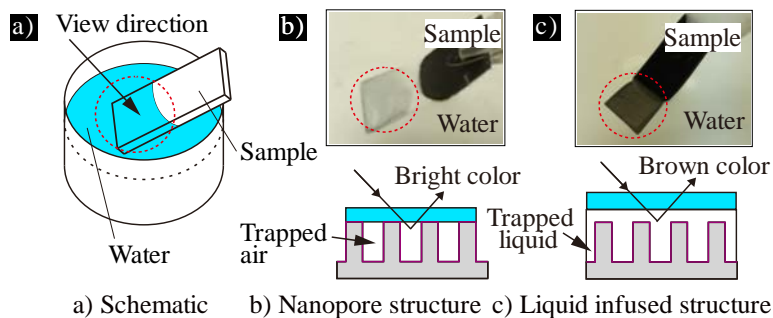 a)
View direction
Sample
Water
b)
Sample
Water
Bright color
Trapped
air
c)
Sample
Water
Brown color
Trapped
liquid
a) Schematic b) Nanopore structure c) Liquid infused structure